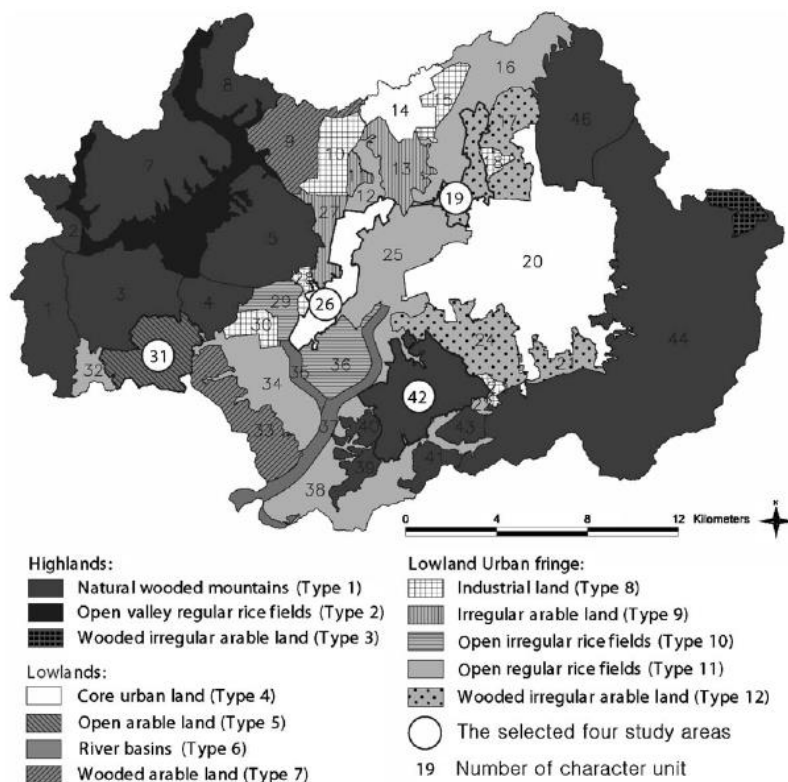 8
16
14
15
9
7
10
17
46
2
13
18
11
12
19
27
2
5
25
20
28
3
4
29
26
1
30
24
44
31
36
21
32
34
35
42
22
33
37
40
43
41
39
38
N
0 4 8 12 Kilometers
Highlands:
Natural wooded mountains (Type 1)
Open valley regular rice fields (Type 2)
Wooded irregular arable land (Type 3)
Lowlands:
Core urban land (Type 4)
Open arable land (Type 5)
River basins (Type 6)
Wooded arable land (Type 7)
Lowland Urban fringe:
Industrial land (Type 8)
Irregular arable land (Type 9)
Open irregular rice fields (Type 10)
Open regular rice fields (Type 11)
Wooded irregular arable land (Type 12)
The selected four study areas
19 Number of character unit